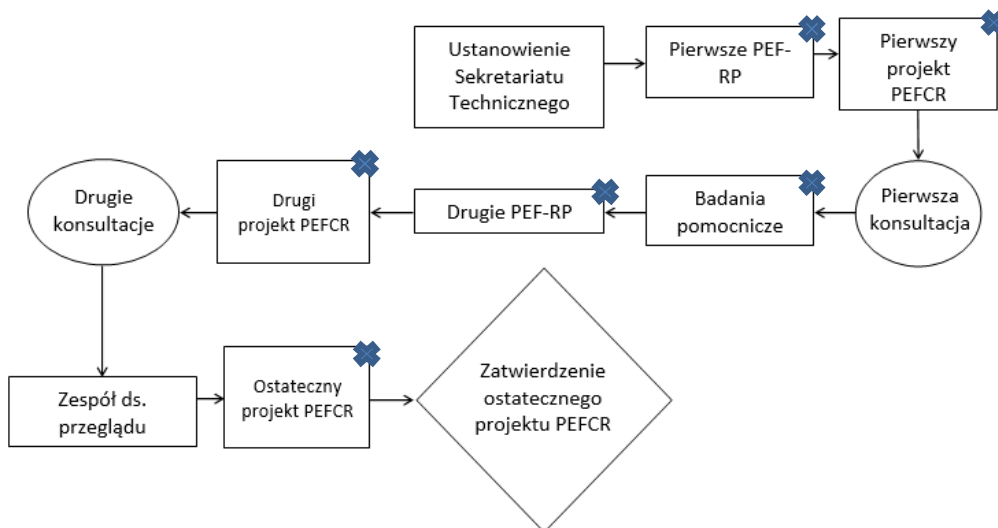 Ustanowienie
Sekretariatu
Technicznego
Pierwsze PEF-
RP
Pierwszy
projekt
PEFCR
Pierwsza
konsultacja
Badania
pomocnicze
Drugie PEF-RP
Drugi
projekt PEFCR
Drugie
konsultacje
Zespół ds.
przeglądu
Ostateczny
projekt PEFCR
Zatwierdzenie
ostatecznego
projektu PEFCR